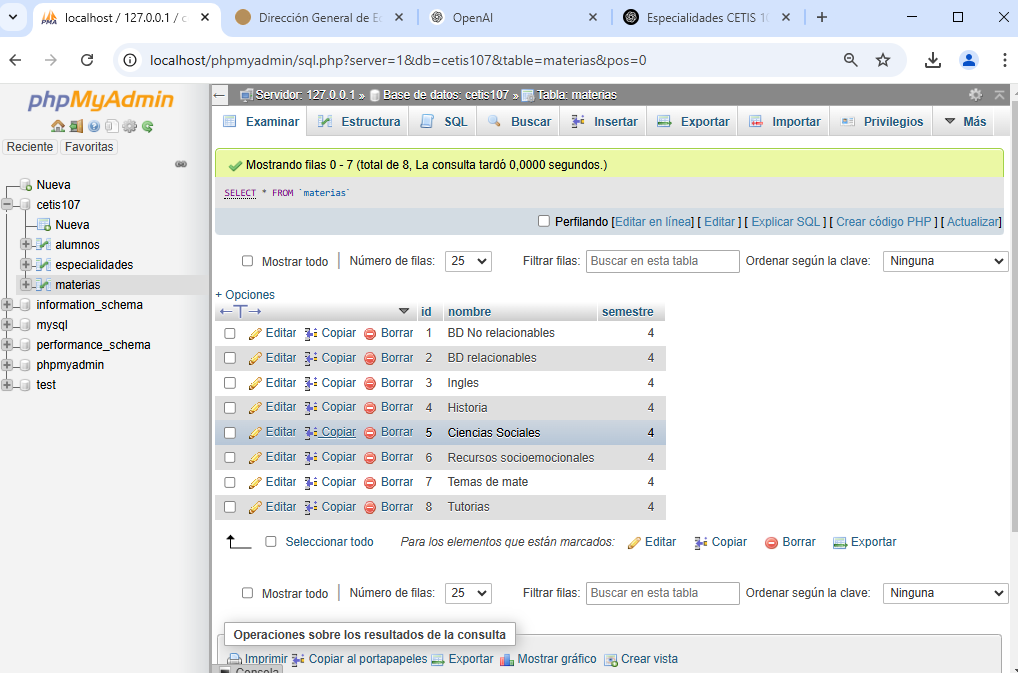 localhost / 127.0.0.1 / c
Dirección General de Ec
OpenAI
Especialidades CETIS 10
localhost/phpmyadmin/sql.php?server=1&db=cetis107&table=materias&pos=0
phpMyAdmin
Reciente Favoritas
Nueva
cetis107
Nueva
alumnos
especialidades
materias
information_schema
mysql
performance_schema
phpmyadmin
test
Servidor: 127.0.0.1 » Base de datos: cetis107 » Tabla: materias
Examinar Estructura SQL Buscar Insertar Exportar Importar Privilegios Más
Mostrando filas 0 - 7 (total de 8, La consulta tardó 0,0000 segundos.)
SELECT * FROM `materias`
Perfilando [Editar en línea] [ Editar ] [ Explicar SQL ] [ Crear código PHP ] [ Actualizar]
Mostrar todo Número de filas: 25 Filtrar filas: Buscar en esta tabla Ordenar según la clave: Ninguna
+ Opciones
←T→ id nombre semestre
Editar Copiar Borrar 1 BD No relacionables 4
Editar Copiar Borrar 2 BD relacionables 4
Editar Copiar Borrar 3 Ingles 4
Editar Copiar Borrar 4 Historia 4
Editar Copiar Borrar 5 Ciencias Sociales 4
Editar Copiar Borrar 6 Recursos socioemocionales 4
Editar Copiar Borrar 7 Temas de mate 4
Editar Copiar Borrar 8 Tutorias 4
Seleccionar todo Para los elementos que están marcados: Editar Copiar Borrar Exportar
Mostrar todo Número de filas: 25 Filtrar filas: Buscar en esta tabla Ordenar según la clave: Ninguna
Operaciones sobre los resultados de la consulta
Imprimir Copiar al portapapeles Exportar Mostrar gráfico Crear vista
Consola